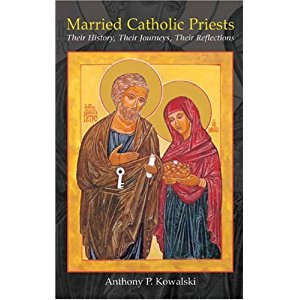 Married Catholic Priests
Their History, Their Journeys, Their Reflections
Anthony P. Kowalski